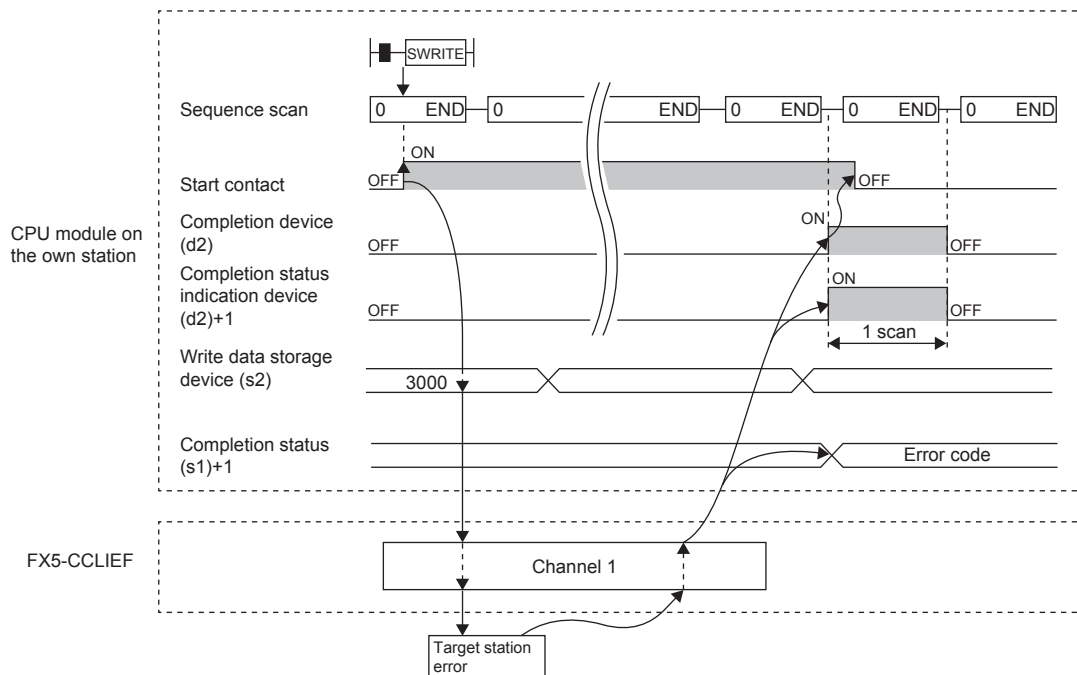 SWRITE
Sequence scan
0 END 0 END 0 END 0 END 0 END
ON
Start contact
OFF
OFF
Completion device
(d2)
ON
OFF
OFF
CPU module on
the own station
Completion status
indication device
(d2)+1
ON
OFF
OFF
1 scan
Write data storage
device (s2)
3000
Completion status
(s1)+1
Error code
FX5-CCLIEF
Channel 1
Target station
error